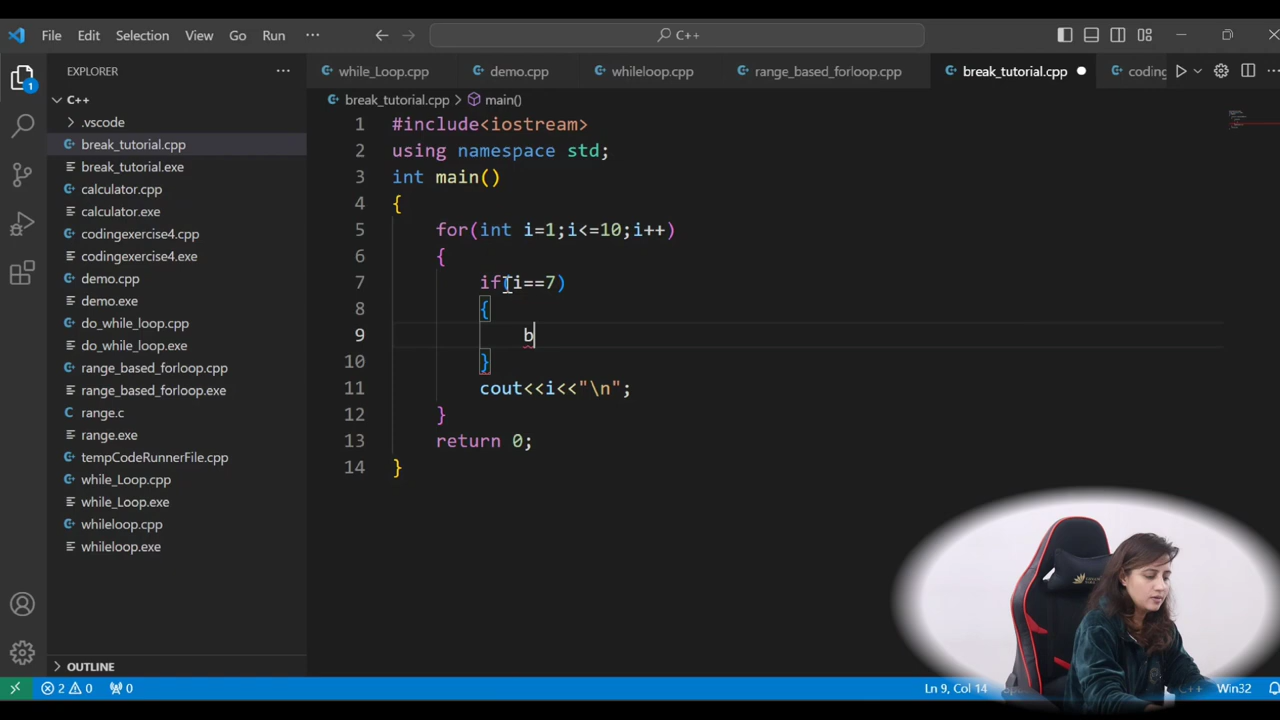 File Edit Selection View Go Run ··· C++
EXPLORER ···
while_Loop.cpp demo.cpp whileloop.cpp range_based_forloop.cpp break_tutorial.cpp coding
C++
break_tutorial.cpp > main()
.vscode
break_tutorial.cpp
break_tutorial.exe
calculator.cpp
calculator.exe
codingexercise4.cpp
codingexercise4.exe
demo.cpp
demo.exe
do_while_loop.cpp
do_while_loop.exe
range_based_forloop.cpp
range_based_forloop.exe
range.c
range.exe
tempCodeRunnerFile.cpp
while_Loop.cpp
while_Loop.exe
whileloop.cpp
whileloop.exe
OUTLINE
1 #include<iostream>
2 using namespace std;
3 int main()
4 {
5 for(int i=1;i<=10;i++)
6 {
7 if(i==7)
8 {
9 b
10 }
11 cout<<i<<"\n";
12 }
13 return 0;
14 }
1
2 0 0 Ln 9, Col 14 C++ Win32